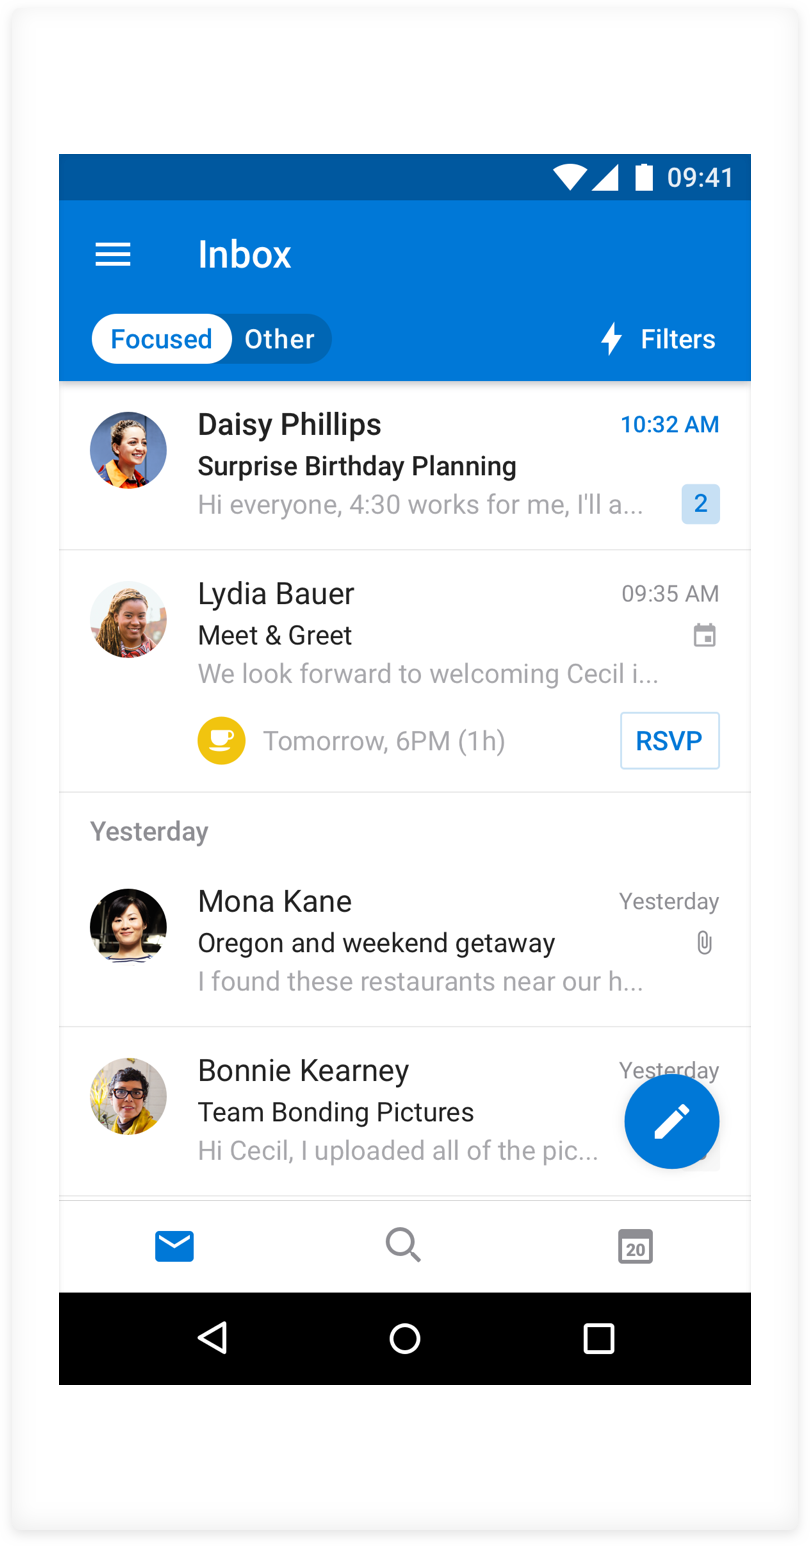 09:41
Inbox
Focused Other Filters
Daisy Phillips 10:32 AM
Surprise Birthday Planning
Hi everyone, 4:30 works for me, I'll a... 2
Lydia Bauer 09:35 AM
Meet & Greet
We look forward to welcoming Cecil i...
Tomorrow, 6PM (1h) RSVP
Yesterday
Mona Kane Yesterday
Oregon and weekend getaway
I found these restaurants near our h...
Bonnie Kearney Yesterday
Team Bonding Pictures
Hi Cecil, I uploaded all of the pic...
20